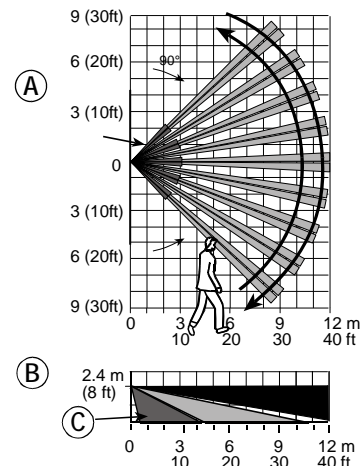 9 (30ft)
A
6 (20ft)
90°
3 (10ft)
0
3 (10ft)
6 (20ft)
9 (30ft)
0 3 6 9 12 m
10 20 30 40 ft
B
2.4 m
(8 ft)
C
0 3 6 9 12 m
10 20 30 40 ft